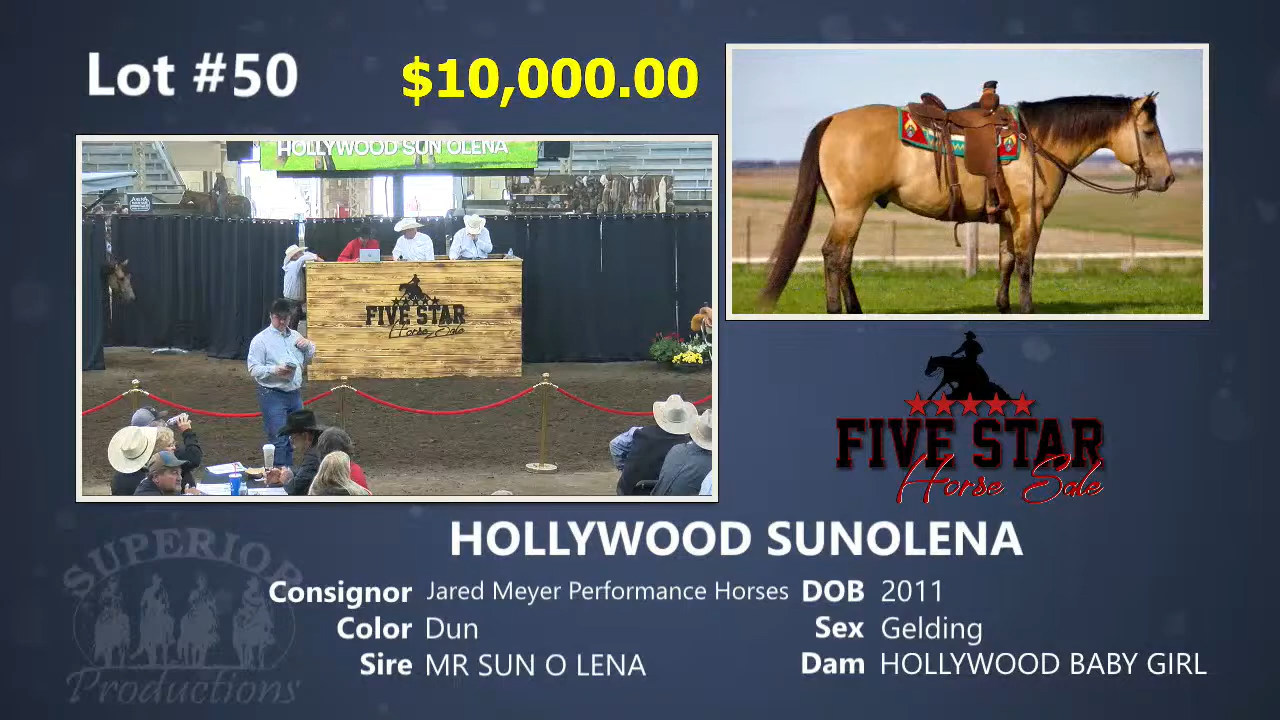 Lot #50
$10,000.00
HOLLYWOOD SUN OLENA
FIVE STAR
Horse Sale
FIVE STAR
Horse Sale
HOLLYWOOD SUNOLENA
SUPERIOR
Productions
Consignor Jared Meyer Performance Horses DOB 2011
Color Dun Sex Gelding
Sire MR SUN O LENA Dam HOLLYWOOD BABY GIRL